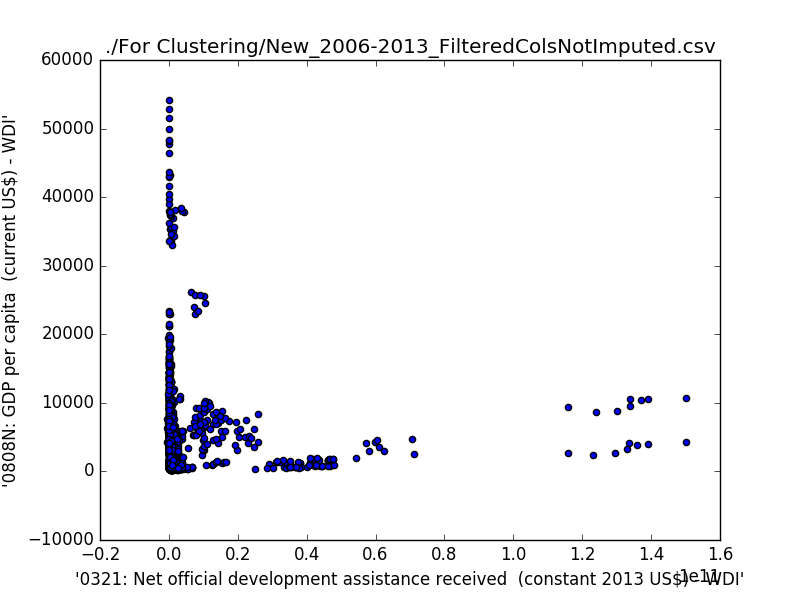 ./For Clustering/New_2006-2013_FilteredColsNotImputed.csv
60000
50000
40000
30000
20000
10000
0
−10000
'0808N: GDP per capita  (current US$) - WDI'
−0.2 0.0 0.2 0.4 0.6 0.8 1.0 1.2 1.4 1.6
1e11
'0321: Net official development assistance received  (constant 2013 US$) - WDI'